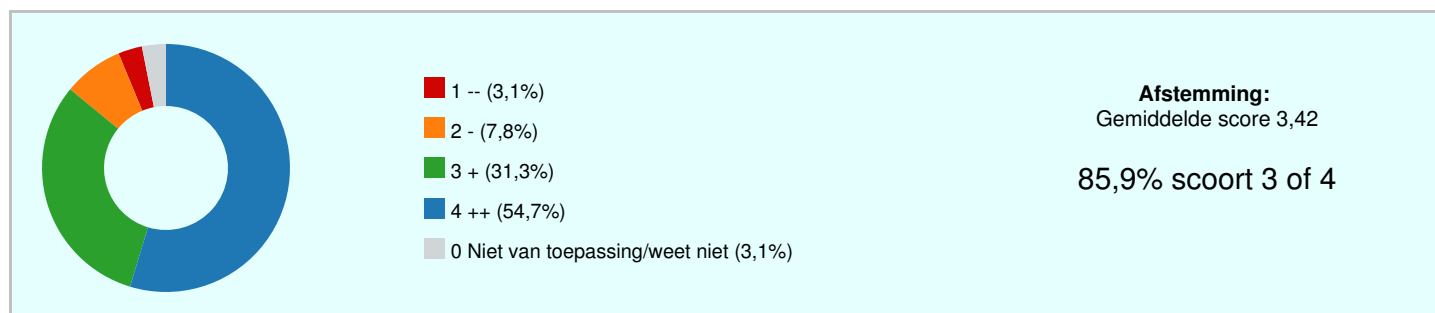 1 -- (3,1%)
2 - (7,8%)
3 + (31,3%)
4 ++ (54,7%)
0 Niet van toepassing/weet niet (3,1%)
Afstemming:
Gemiddelde score 3,42
85,9% scoort 3 of 4